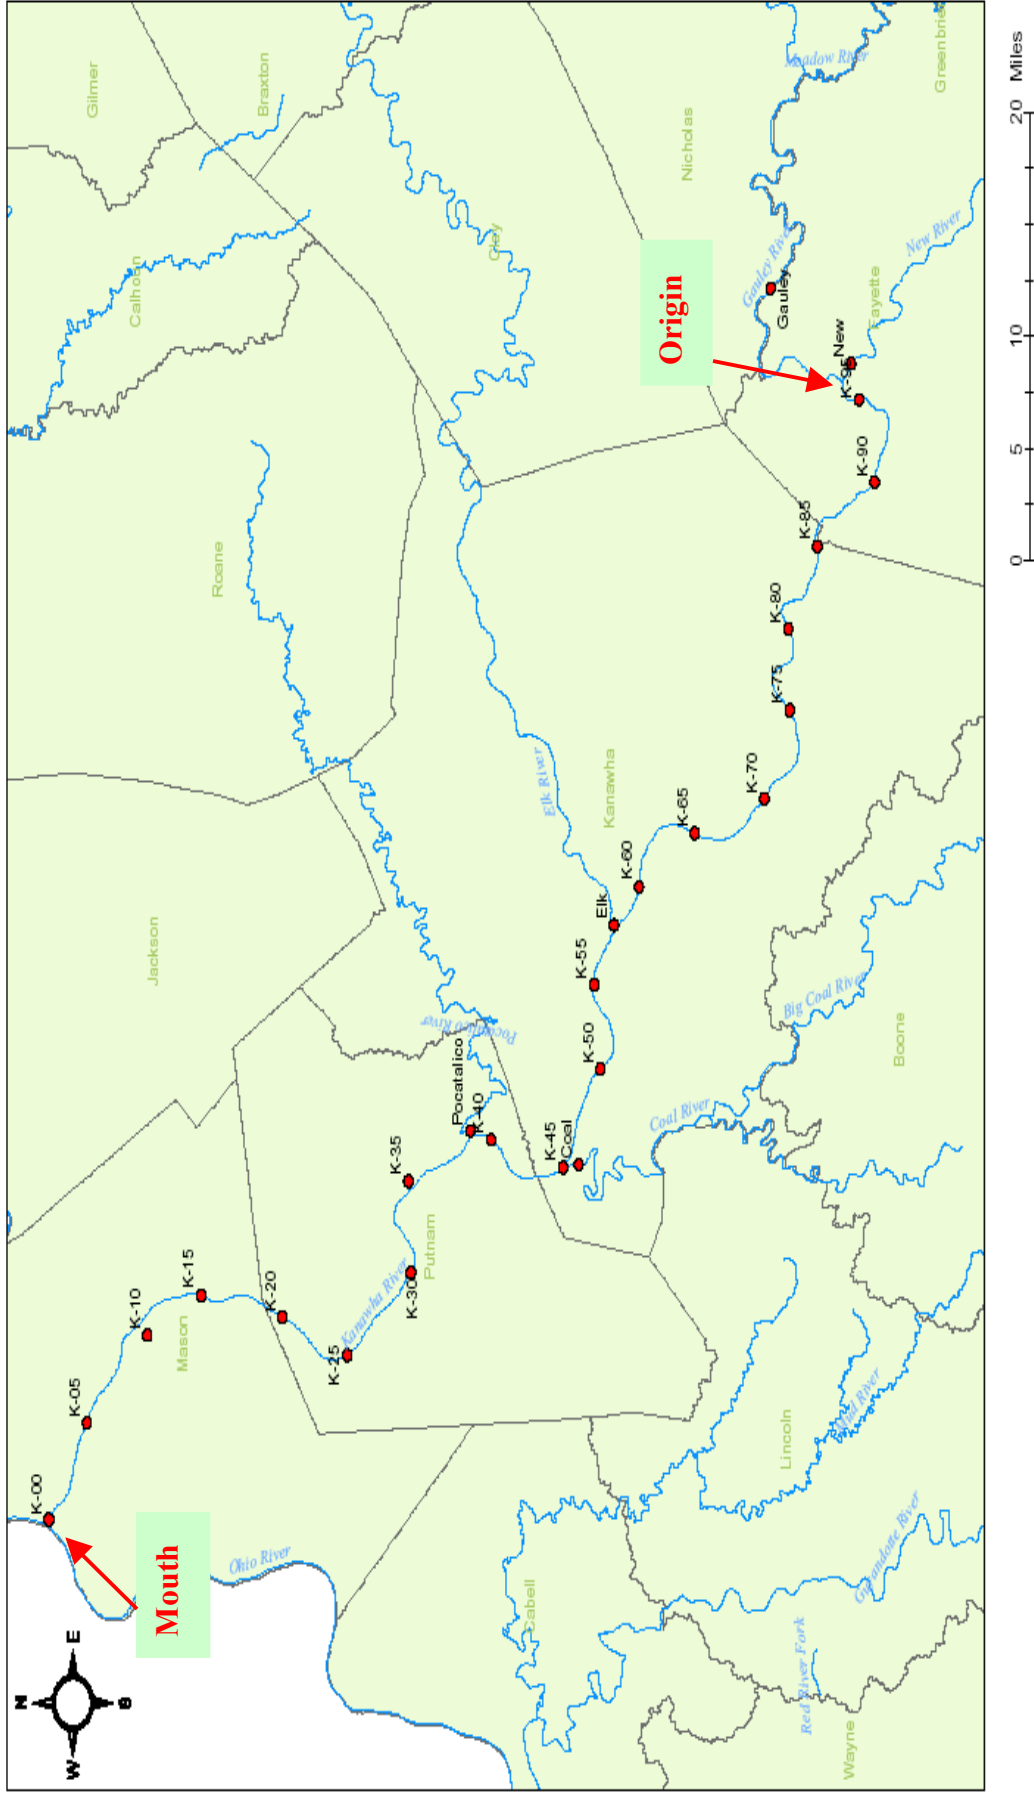 N
W
E
S
Mouth
Origin
K-00
K-05
K-10
K-15
K-20
K-25
K-30
K-35
Pocatalico
K-40
K-45
Coal
K-50
K-55
Elk
K-60
K-65
K-70
K-75
K-80
K-85
K-90
K-95
New
Gauley
Mason
Jackson
Roane
Calhoun
Gilmer
Braxton
Clay
Nicholas
Greenbrie
Fayette
Kanawha
Putnam
Boone
Lincoln
Cabell
Wayne
Ohio River
Kanawha River
Pocatalico River
Elk River
Coal River
Big Coal River
Mud River
Guyandotte River
Red River Fork
Gauley River
New River
Meadow River
0 5 10 20 Miles